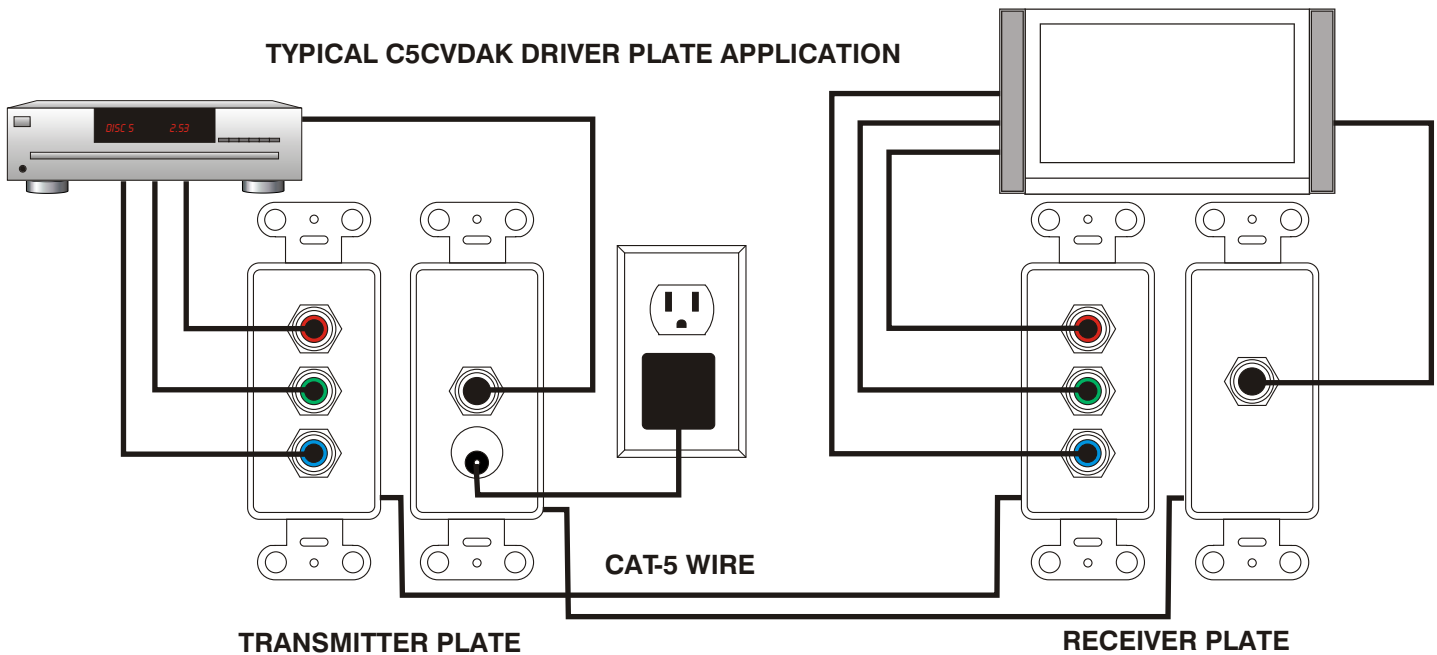 TYPICAL C5CVDAK DRIVER PLATE APPLICATION
DISC 5 2:53
CAT-5 WIRE
TRANSMITTER PLATE
RECEIVER PLATE